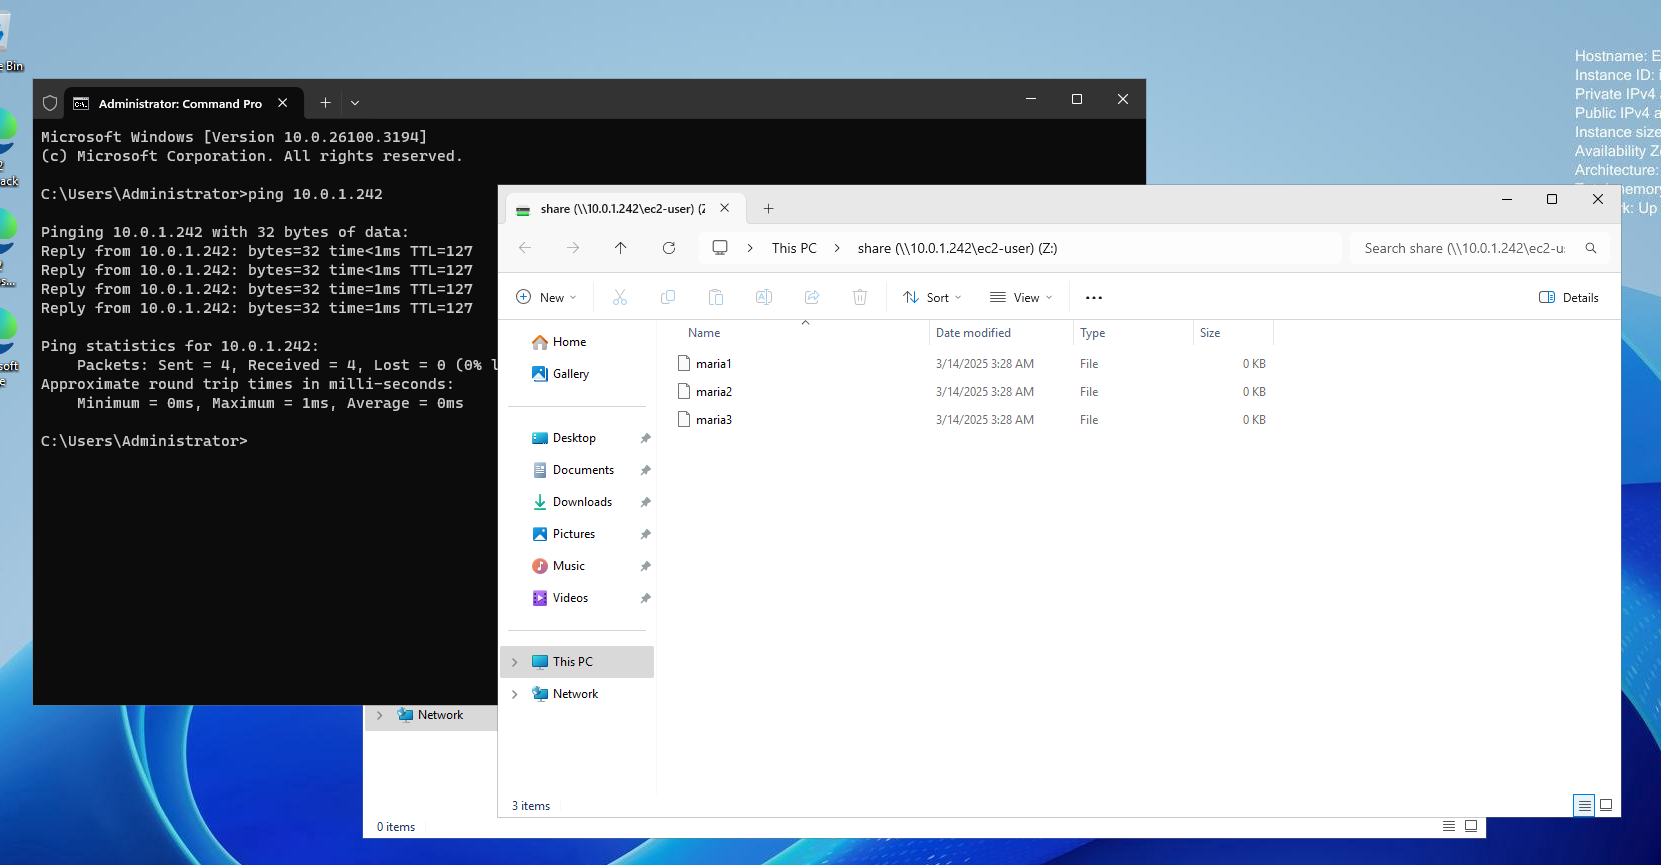 Bin
ack
s...
soft
e
Hostname: E
Instance ID: i
Private IPv4
Public IPv4 a
Instance size
Availability Z
Architecture:
memory
k: Up
Administrator: Command Pro
Microsoft Windows [Version 10.0.26100.3194]
(c) Microsoft Corporation. All rights reserved.
C:\Users\Administrator>ping 10.0.1.242
Pinging 10.0.1.242 with 32 bytes of data:
Reply from 10.0.1.242: bytes=32 time<1ms TTL=127
Reply from 10.0.1.242: bytes=32 time<1ms TTL=127
Reply from 10.0.1.242: bytes=32 time=1ms TTL=127
Reply from 10.0.1.242: bytes=32 time=1ms TTL=127
Ping statistics for 10.0.1.242:
Packets: Sent = 4, Received = 4, Lost = 0 (0% l
Approximate round trip times in milli-seconds:
Minimum = 0ms, Maximum = 1ms, Average = 0ms
C:\Users\Administrator>
share (\\10.0.1.242\ec2-user) (Z
This PC > share (\\10.0.1.242\ec2-user) (Z:)
Search share (\\10.0.1.242\ec2-u:
New
Sort
View
Details
Name Date modified Type Size
maria1 3/14/2025 3:28 AM File 0 KB
maria2 3/14/2025 3:28 AM File 0 KB
maria3 3/14/2025 3:28 AM File 0 KB
Home
Gallery
Desktop
Documents
Downloads
Pictures
Music
Videos
This PC
Network
3 items
Network
0 items